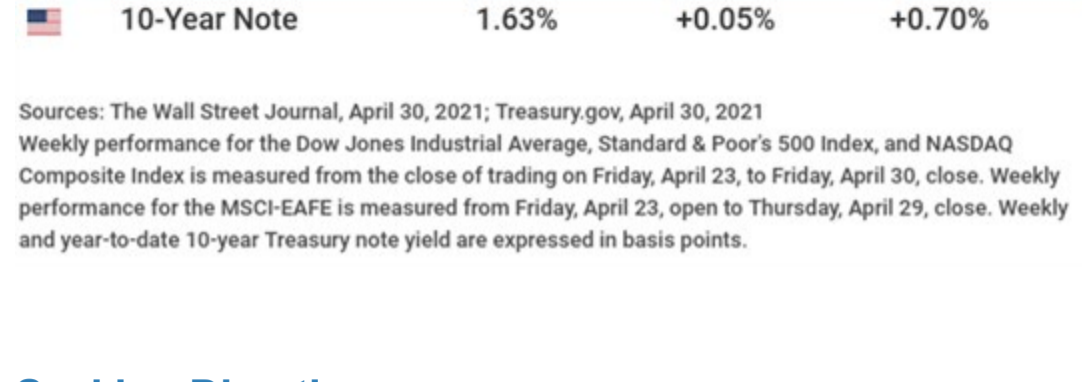 10-Year Note 1.63% +0.05% +0.70%
Sources: The Wall Street Journal, April 30, 2021; Treasury.gov, April 30, 2021
Weekly performance for the Dow Jones Industrial Average, Standard & Poor's 500 Index, and NASDAQ
Composite Index is measured from the close of trading on Friday, April 23, to Friday, April 30, close. Weekly
performance for the MSCI-EAFE is measured from Friday, April 23, open to Thursday, April 29, close. Weekly
and year-to-date 10-year Treasury note yield are expressed in basis points.